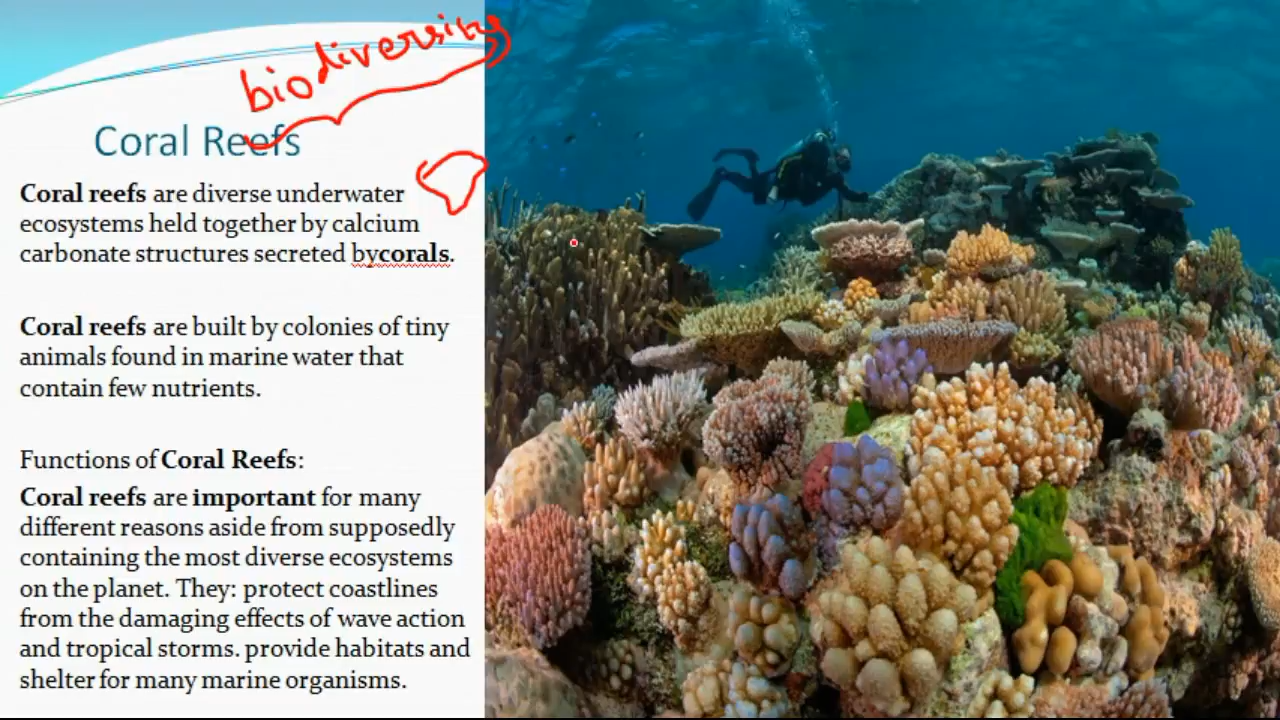 biodiversity
Coral Reefs
Coral reefs are diverse underwater
ecosystems held together by calcium
carbonate structures secreted bycorals.
Coral reefs are built by colonies of tiny
animals found in marine water that
contain few nutrients.
Functions of Coral Reefs:
Coral reefs are important for many
different reasons aside from supposedly
containing the most diverse ecosystems
on the planet. They: protect coastlines
from the damaging effects of wave action
and tropical storms. provide habitats and
shelter for many marine organisms.